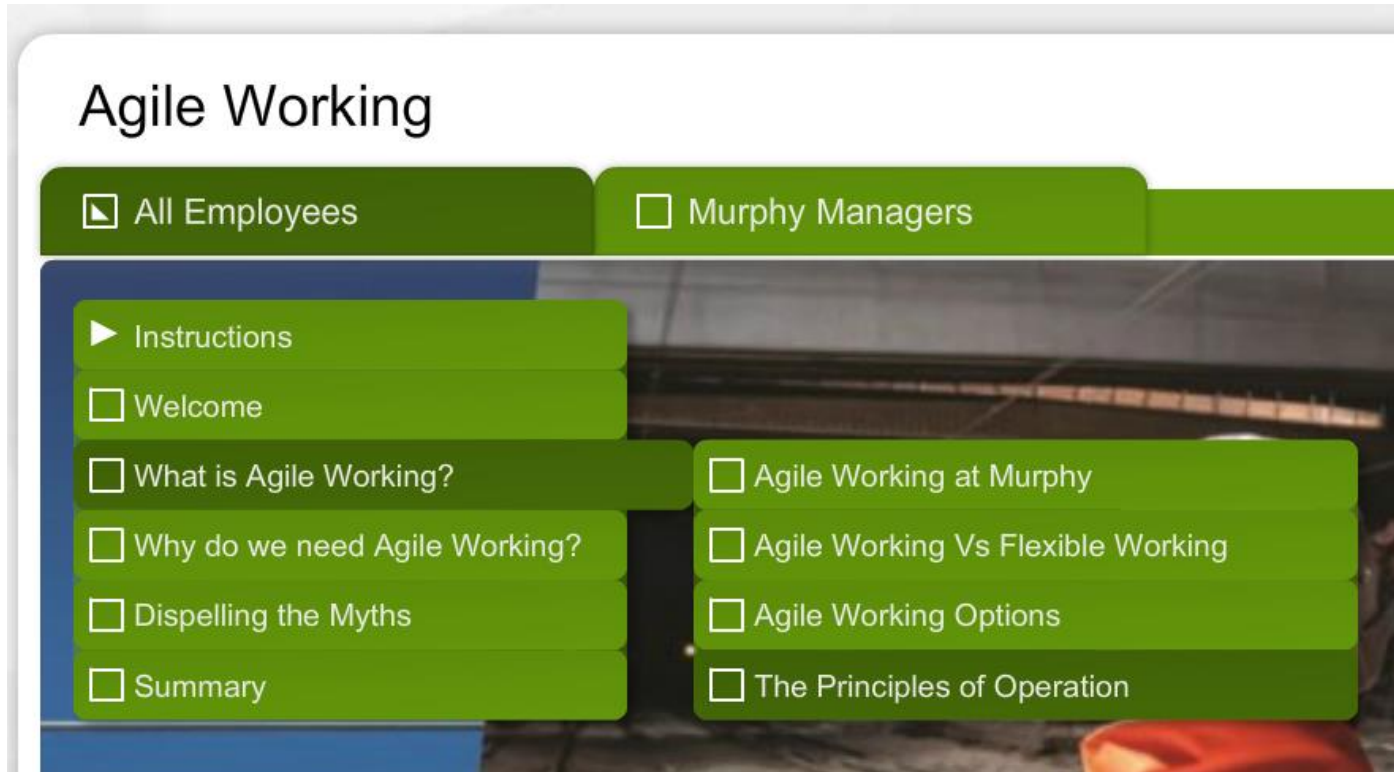 Agile Working
All Employees
Murphy Managers
Instructions
Welcome
What is Agile Working?
Why do we need Agile Working?
Dispelling the Myths
Summary
Agile Working at Murphy
Agile Working Vs Flexible Working
Agile Working Options
The Principles of Operation